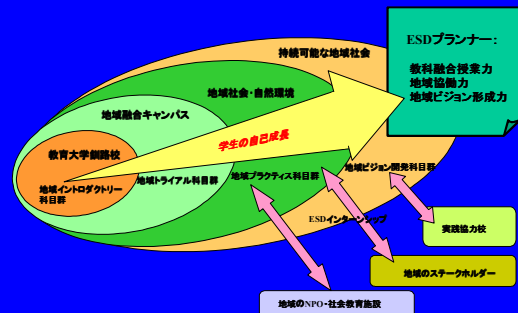 持続可能な地域社会
ESDプランナー：
教科融合授業力
地域協働力
地域ビジョン形成力
地域社会・自然環境
地域融合キャンパス
学生の自己成長
教育大学釧路校
地域イントロダクトリー
科目群
地域トライアル科目群
地域プラクティス科目群
地域ビジョン開発科目群
ESDインターンシップ
実践協力校
地域のステークホルダー
地域のNPO・社会教育施設